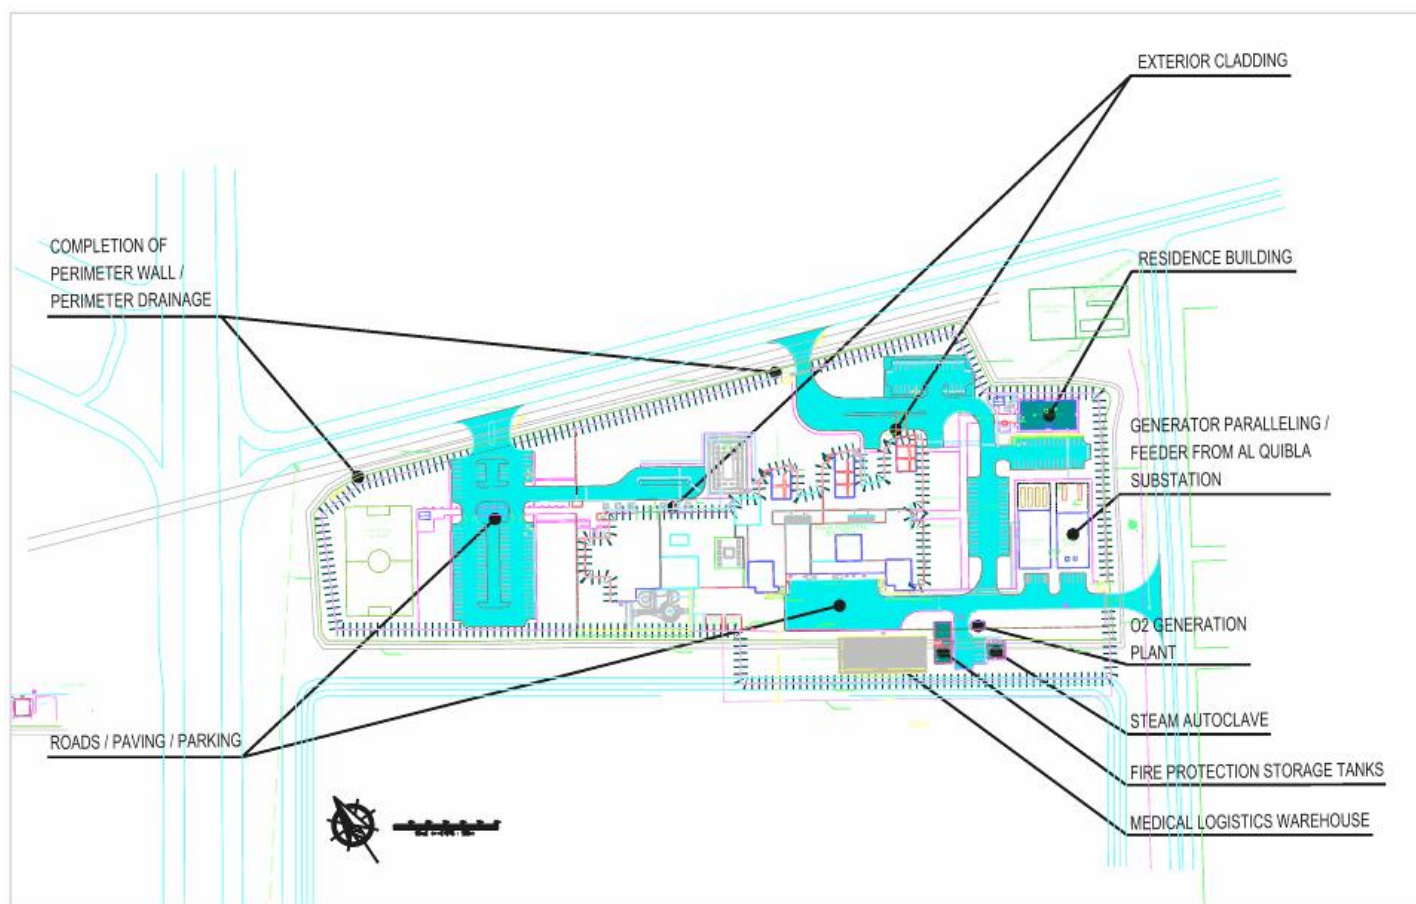 EXTERIOR CLADDING
COMPLETION OF
PERIMETER WALL /
PERIMETER DRAINAGE
RESIDENCE BUILDING
GENERATOR PARALLELING /
FEEDER FROM AL QUIBLA
SUBSTATION
O2 GENERATION
PLANT
STEAM AUTOCLAVE
ROADS / PAVING / PARKING
FIRE PROTECTION STORAGE TANKS
MEDICAL LOGISTICS WAREHOUSE